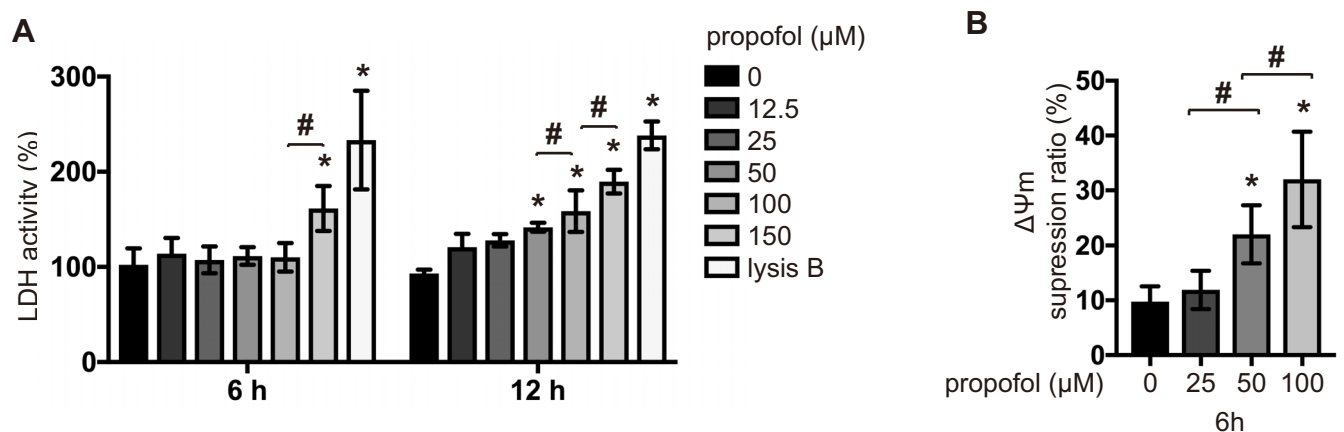 A
LDH activity (%)
300
200
100
0
#
*
*
#
#
*
*
*
*
6 h
12 h
propofol (μM)
0
12.5
25
50
100
150
lysis B
B
ΔΨm
supression ratio (%)
50
40
30
20
10
0
#
#
*
*
propofol (μM) 0 25 50 100
6h